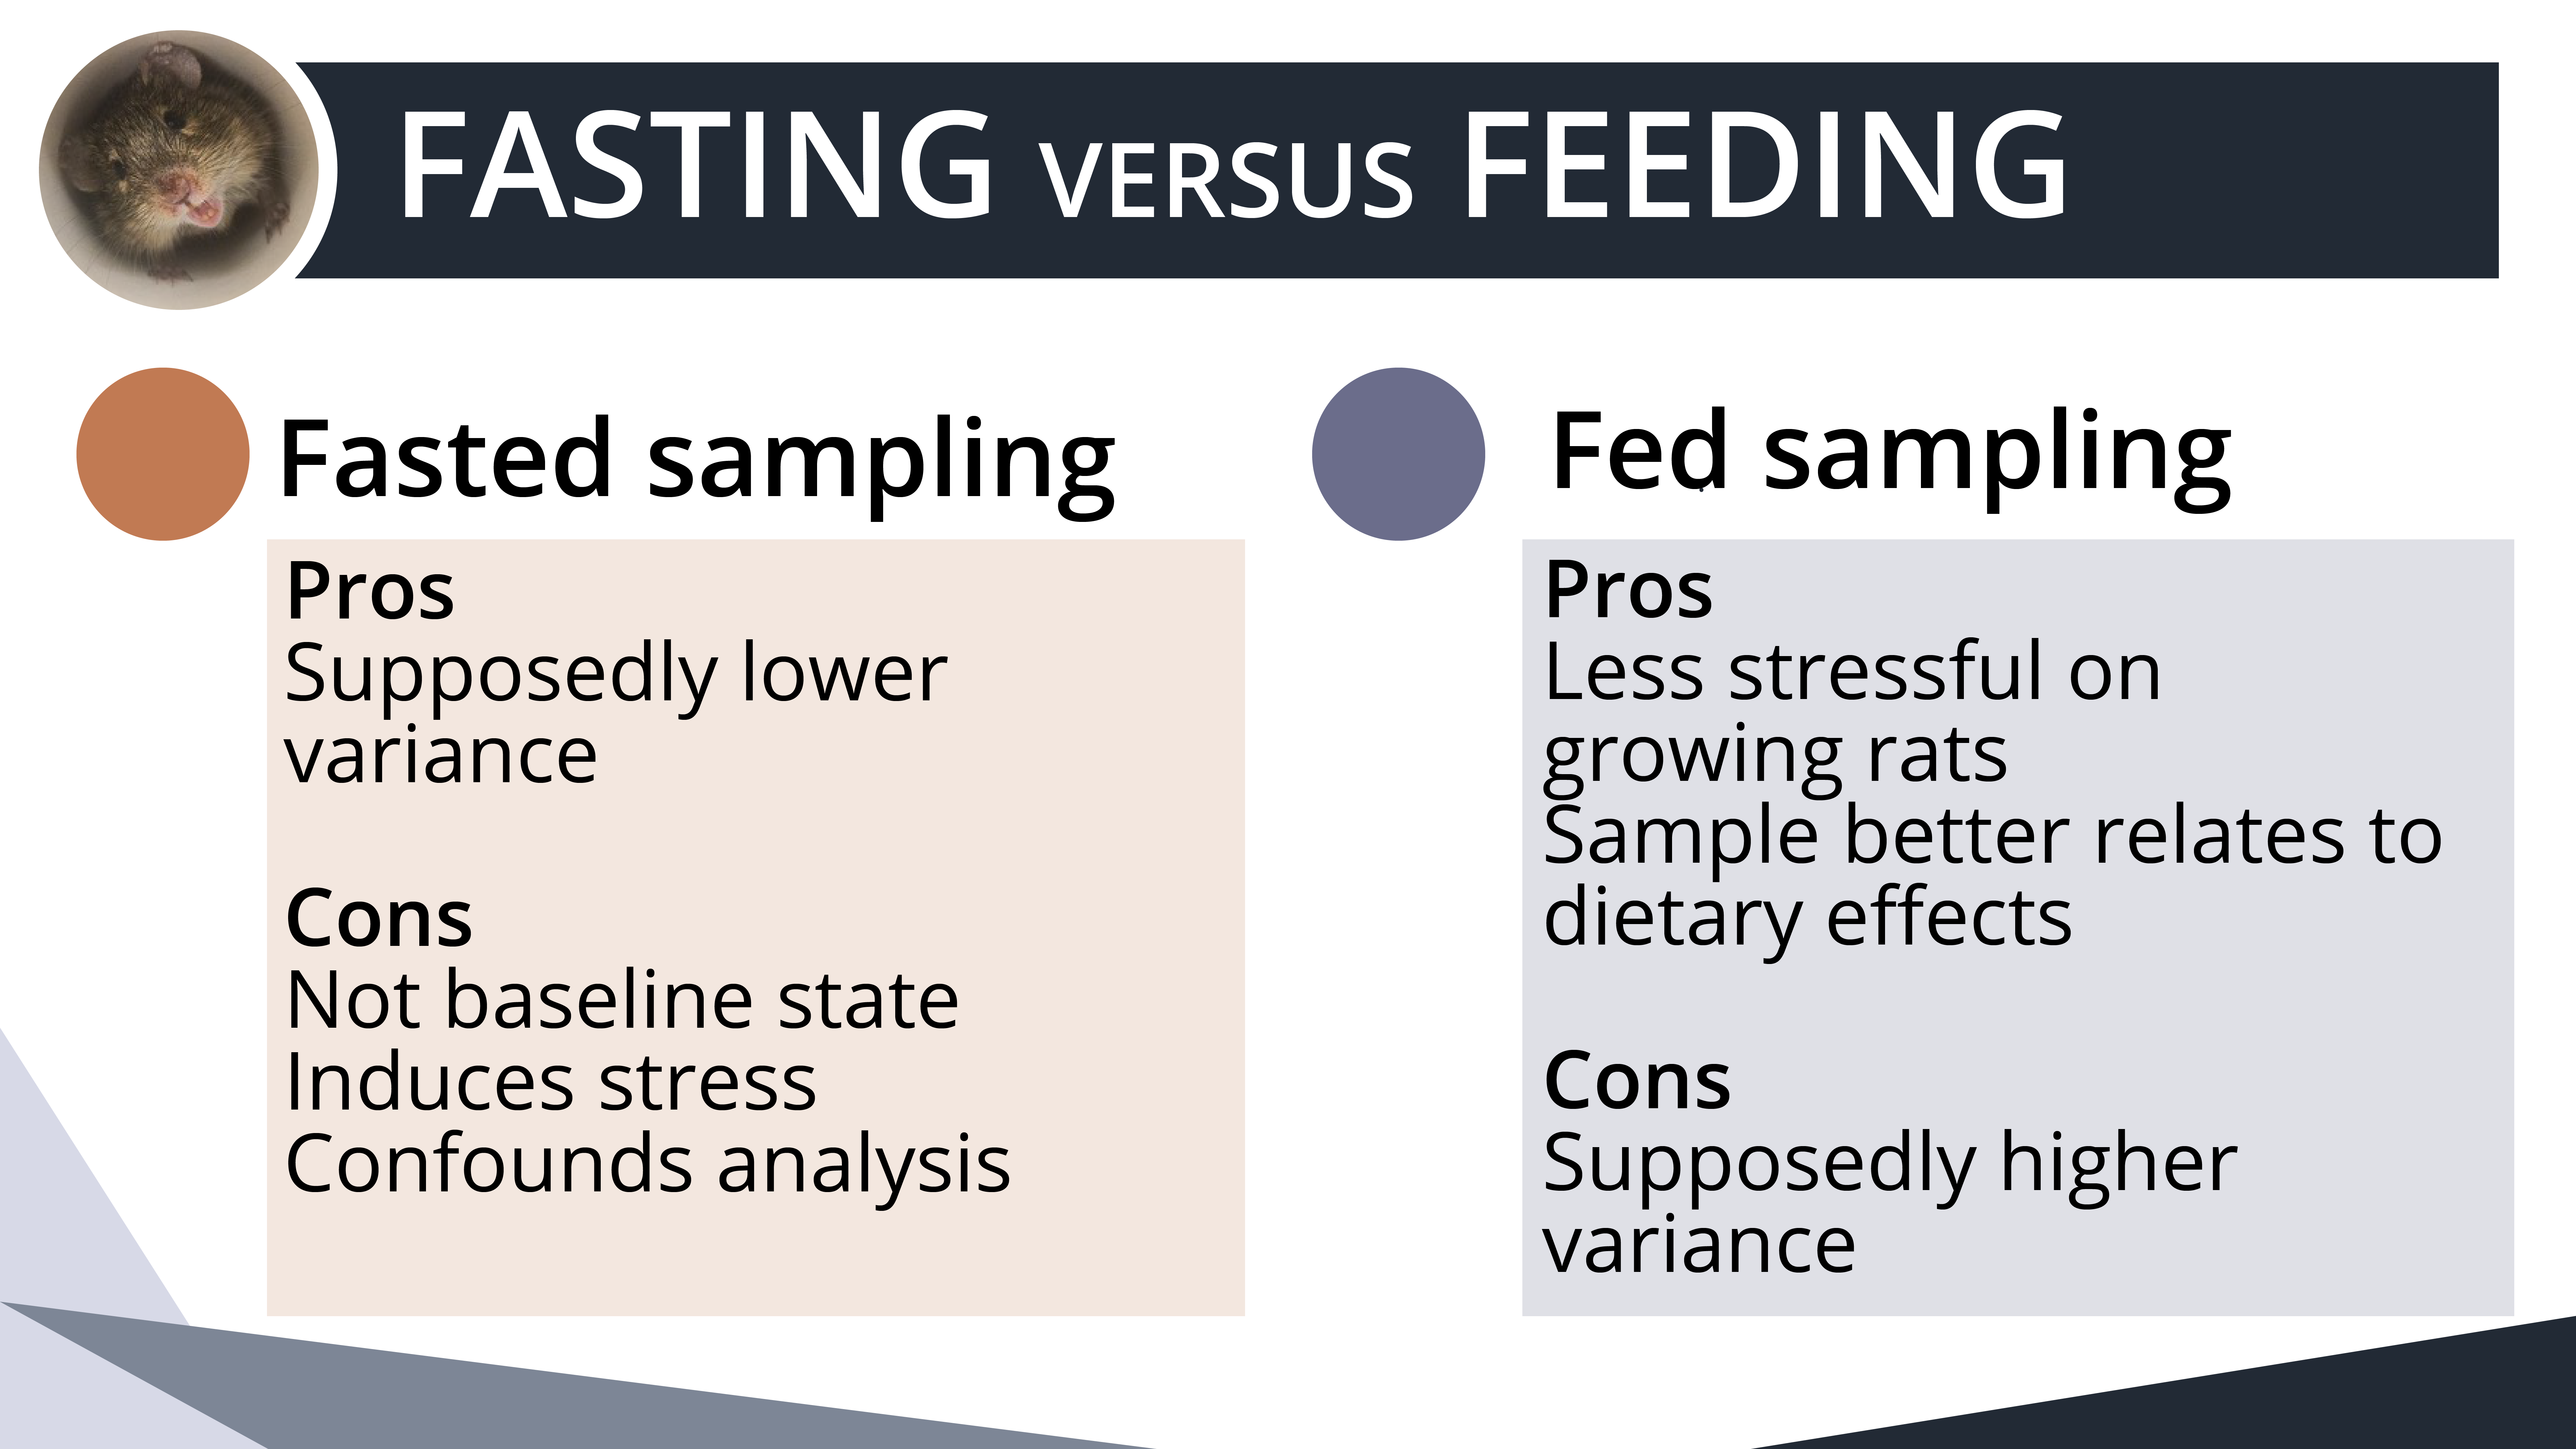 FASTING VERSUS FEEDING
Fasted sampling
Pros
Supposedly lower
variance
Cons
Not baseline state
Induces stress
Confounds analysis
Fed sampling
Pros
Less stressful on
growing rats
Sample better relates to
dietary effects
Cons
Supposedly higher
variance